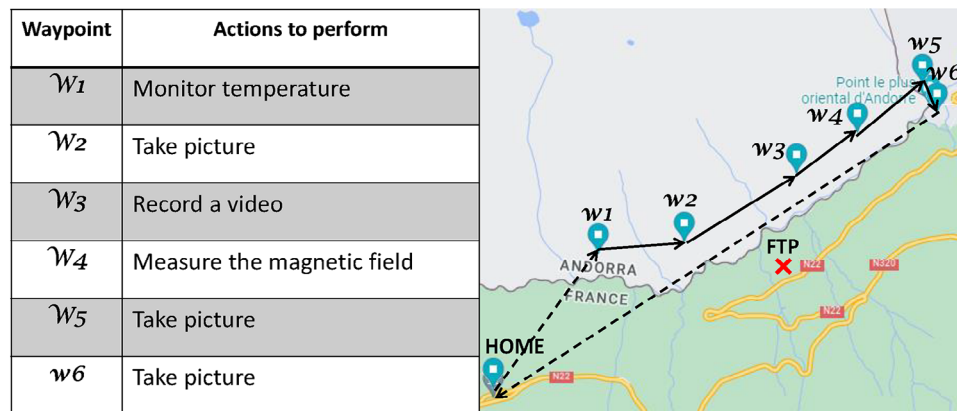 Waypoint Actions to perform
W1 Monitor temperature
W2 Take picture
W3 Record a video
W4 Measure the magnetic field
W5 Take picture
w6 Take picture
w5
w6
Point le plus
oriental d'Andorre
w4
w3
w2
w1
FTP
N22
N320
ANDORRA
FRANCE
N22
HOME
N22